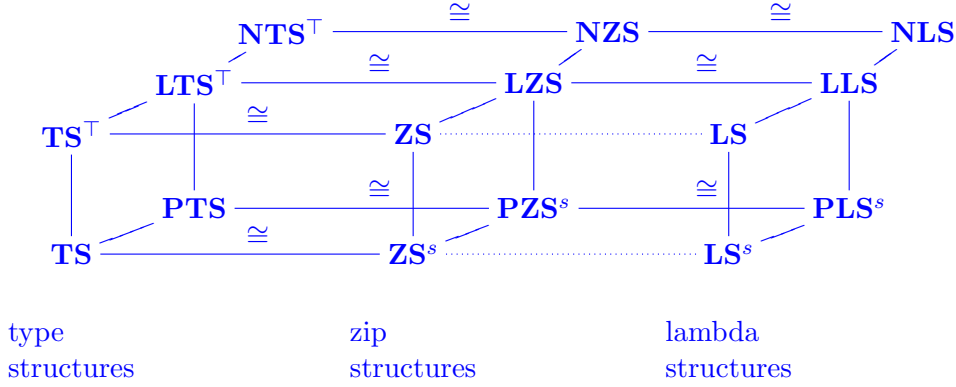 ≅ ≅
NTS⊤ NZS NLS
≅ ≅
LTS⊤ LZS LLS
≅
TS⊤ ZS LS
≅ ≅
PTS PZSˢ PLSˢ
≅
TS ZSˢ LSˢ
type zip lambda
structures structures structures